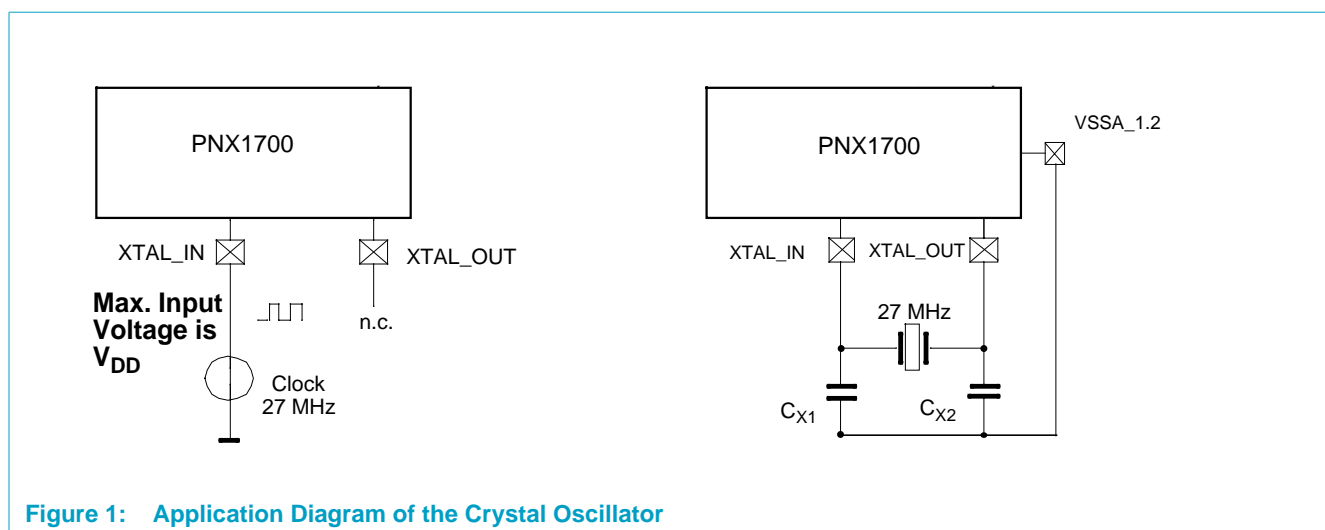 PNX1700
XTAL_IN
XTAL_OUT
Max. Input
Voltage is
VDD
n.c.
Clock
27 MHz
PNX1700
VSSA_1.2
XTAL_IN
XTAL_OUT
27 MHz
CX1
CX2
Figure 1: Application Diagram of the Crystal Oscillator